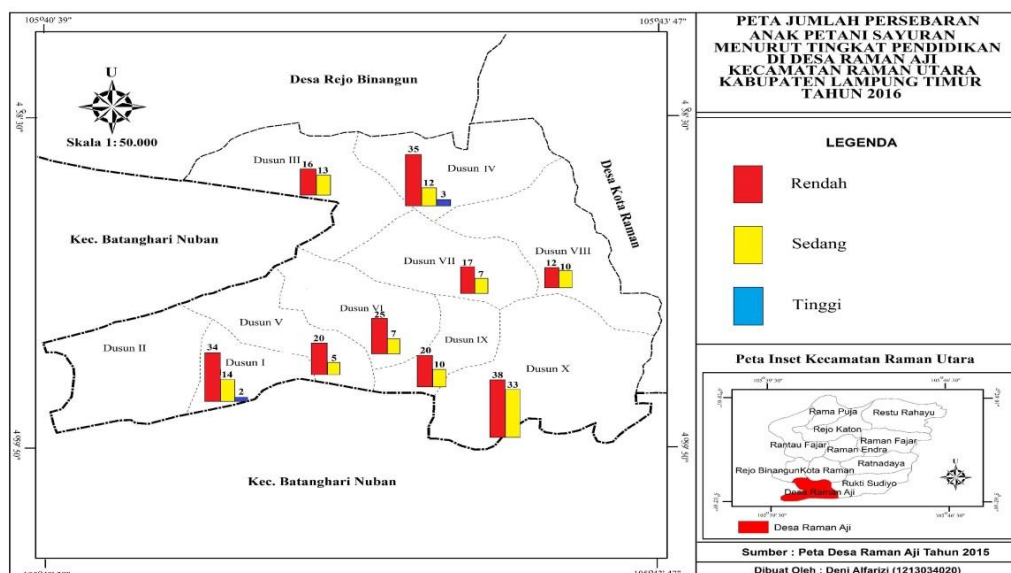 105⁰40' 39"
105⁰43' 47"
U
Skala 1:50.000
4⁰58'30"
4⁰58'30"
Desa Rejo Binangun
Desa Kota Raman
Kec. Batanghari Nuban
Dusun III
16
13
35
12
3
Dusun IV
Dusun VII
17
7
Dusun VIII
12
10
Dusun VI
25
7
Dusun V
20
5
Dusun IX
20
10
Dusun II
Dusun I
34
14
2
Dusun X
38
33
Kec. Batanghari Nuban
PETA JUMLAH PERSEBARAN
ANAK PETANI SAYURAN
MENURUT TINGKAT PENDIDIKAN
DI DESA RAMAN AJI
KECAMATAN RAMAN UTARA
KABUPATEN LAMPUNG TIMUR
TAHUN 2016
LEGENDA
Rendah
Sedang
Tinggi
Peta Inset Kecamatan Raman Utara
Rama Puja
Restu Rahayu
Rejo Katon
Rantau Fajar
Raman Fajar
Raman Endra
Ratnadaya
Rejo Binangun
Kota Raman
Rukti Sudiyo
Desa Raman Aji
U
Desa Raman Aji
Sumber : Peta Desa Raman Aji Tahun 2015
Dibuat Oleh : Deni Alfarizi (1213034020)